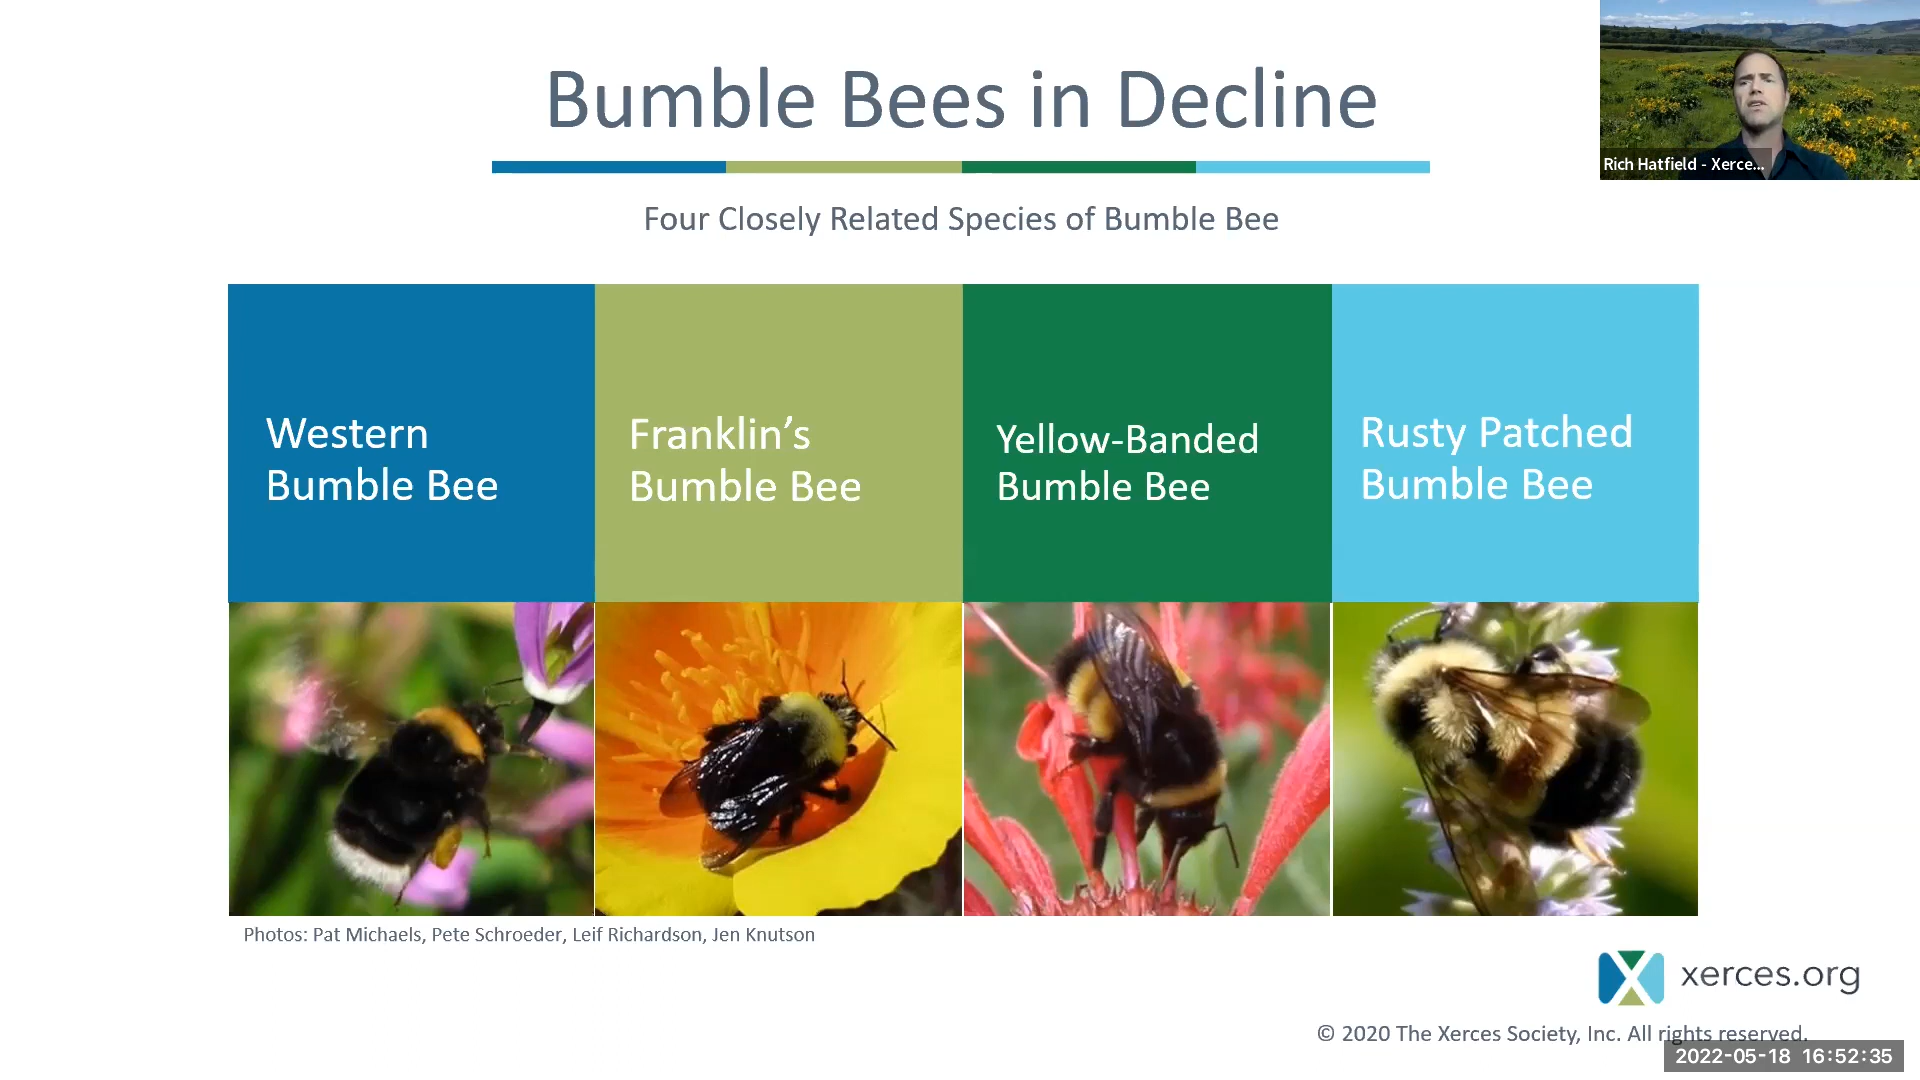 Bumble Bees in Decline
Rich Hatfield - Xerce...
Four Closely Related Species of Bumble Bee
Western
Bumble Bee
Franklin’s
Bumble Bee
Yellow-Banded
Bumble Bee
Rusty Patched
Bumble Bee
Photos: Pat Michaels, Pete Schroeder, Leif Richardson, Jen Knutson
xerces.org
© 2020 The Xerces Society, Inc. All rights reserved.
2022-05-18 16:52:35